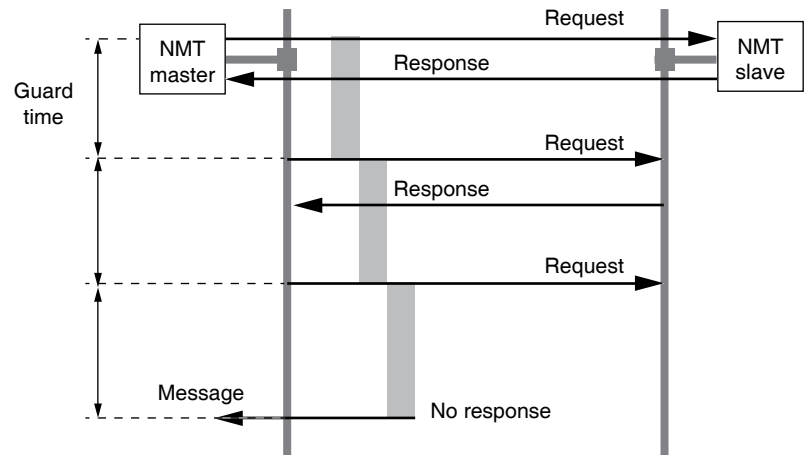 Request
NMT
master
NMT
slave
Response
Guard
time
Request
Response
Request
Message
No response